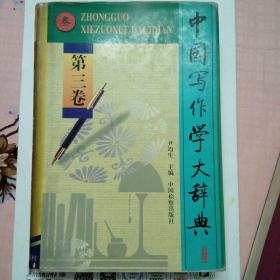 叁
ZHONGGUO
XIEZUOXUE DACIDIAN
中国写作学大辞典
第三卷
尹均生 主编 中国检察出版社